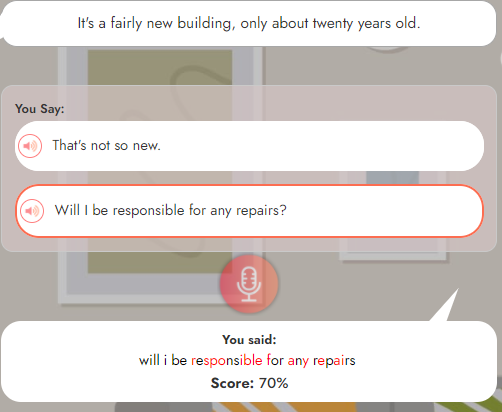 It's a fairly new building, only about twenty years old.
You Say:
That's not so new.
Will I be responsible for any repairs?
You said:
will i be responsible for any repairs
Score: 70%